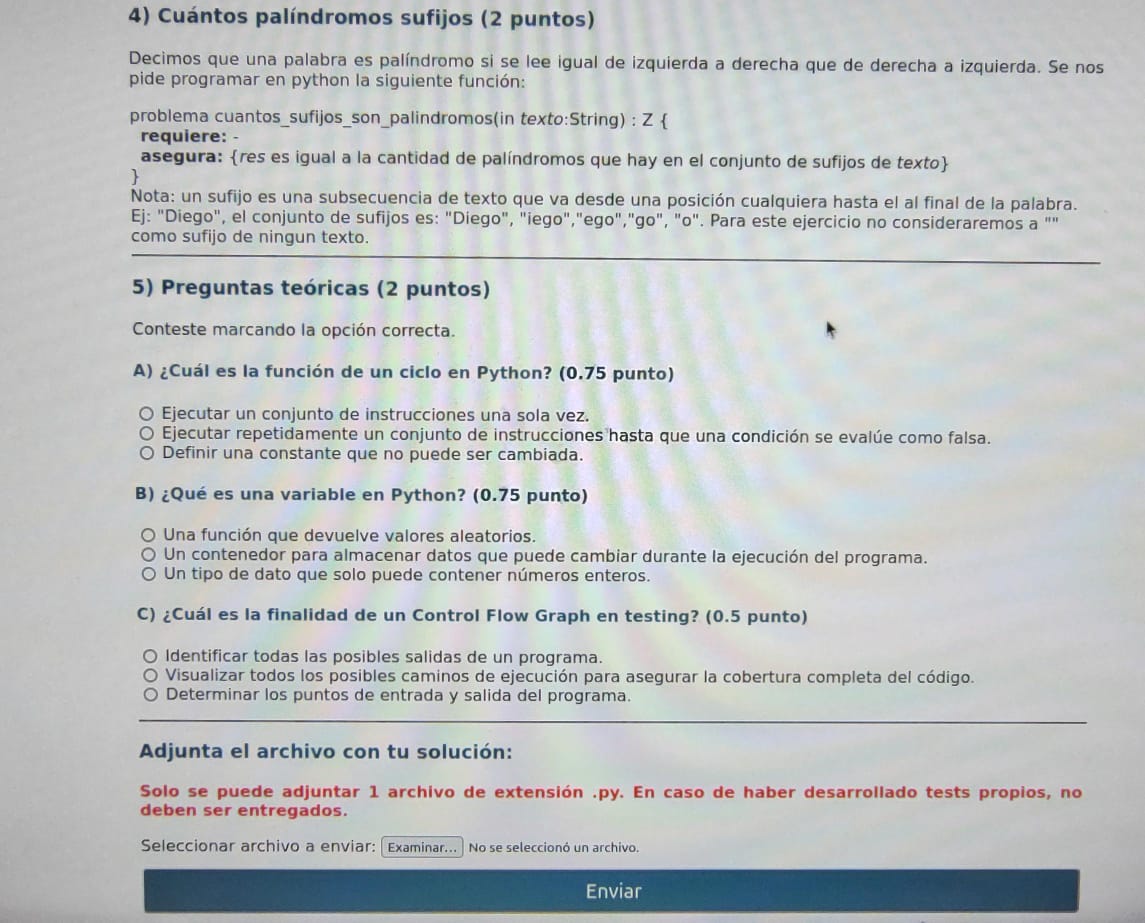 4) Cuántos palíndromos sufijos (2 puntos)
Decimos que una palabra es palíndromo si se lee igual de izquierda a derecha que de derecha a izquierda. Se nos
pide programar en python la siguiente función:
problema cuantos_sufijos_son_palindromos(in texto:String) : Z {
requiere: -
asegura: {res es igual a la cantidad de palíndromos que hay en el conjunto de sufijos de texto}
}
Nota: un sufijo es una subsecuencia de texto que va desde una posición cualquiera hasta el al final de la palabra.
Ej: "Diego", el conjunto de sufijos es: "Diego", "iego","ego","go", "o". Para este ejercicio no consideraremos a ""
como sufijo de ningun texto.
5) Preguntas teóricas (2 puntos)
Conteste marcando la opción correcta.
A) ¿Cuál es la función de un ciclo en Python? (0.75 punto)
Ejecutar un conjunto de instrucciones una sola vez.
Ejecutar repetidamente un conjunto de instrucciones hasta que una condición se evalúe como falsa.
Definir una constante que no puede ser cambiada.
B) ¿Qué es una variable en Python? (0.75 punto)
Una función que devuelve valores aleatorios.
Un contenedor para almacenar datos que puede cambiar durante la ejecución del programa.
Un tipo de dato que solo puede contener números enteros.
C) ¿Cuál es la finalidad de un Control Flow Graph en testing? (0.5 punto)
Identificar todas las posibles salidas de un programa.
Visualizar todos los posibles caminos de ejecución para asegurar la cobertura completa del código.
Determinar los puntos de entrada y salida del programa.
Adjunta el archivo con tu solución:
Solo se puede adjuntar 1 archivo de extensión .py. En caso de haber desarrollado tests propios, no
deben ser entregados.
Seleccionar archivo a enviar: Examinar... No se seleccionó un archivo.
Enviar